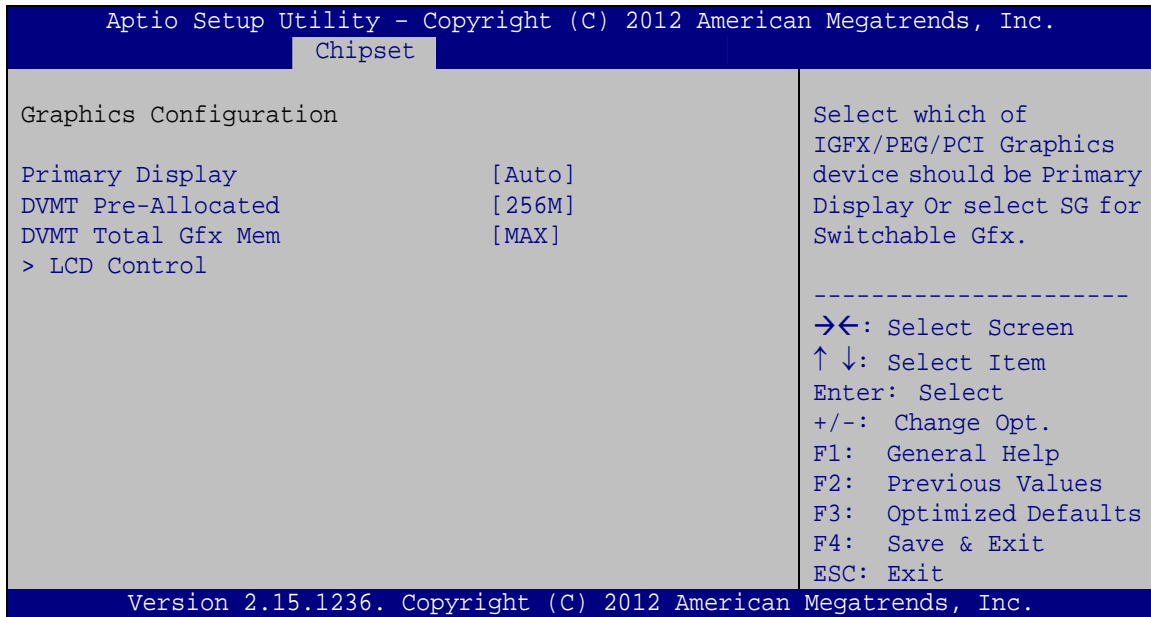 Aptio Setup Utility – Copyright (C) 2012 American Megatrends, Inc.
Chipset
Graphics Configuration
Primary Display [Auto]
DVMT Pre-Allocated [256M]
DVMT Total Gfx Mem [MAX]
> LCD Control
Select which of
IGFX/PEG/PCI Graphics
device should be Primary
Display Or select SG for
Switchable Gfx.
----------------------
→←: Select Screen
↑ ↓: Select Item
Enter: Select
+/-: Change Opt.
F1: General Help
F2: Previous Values
F3: Optimized Defaults
F4: Save & Exit
ESC: Exit
Version 2.15.1236. Copyright (C) 2012 American Megatrends, Inc.